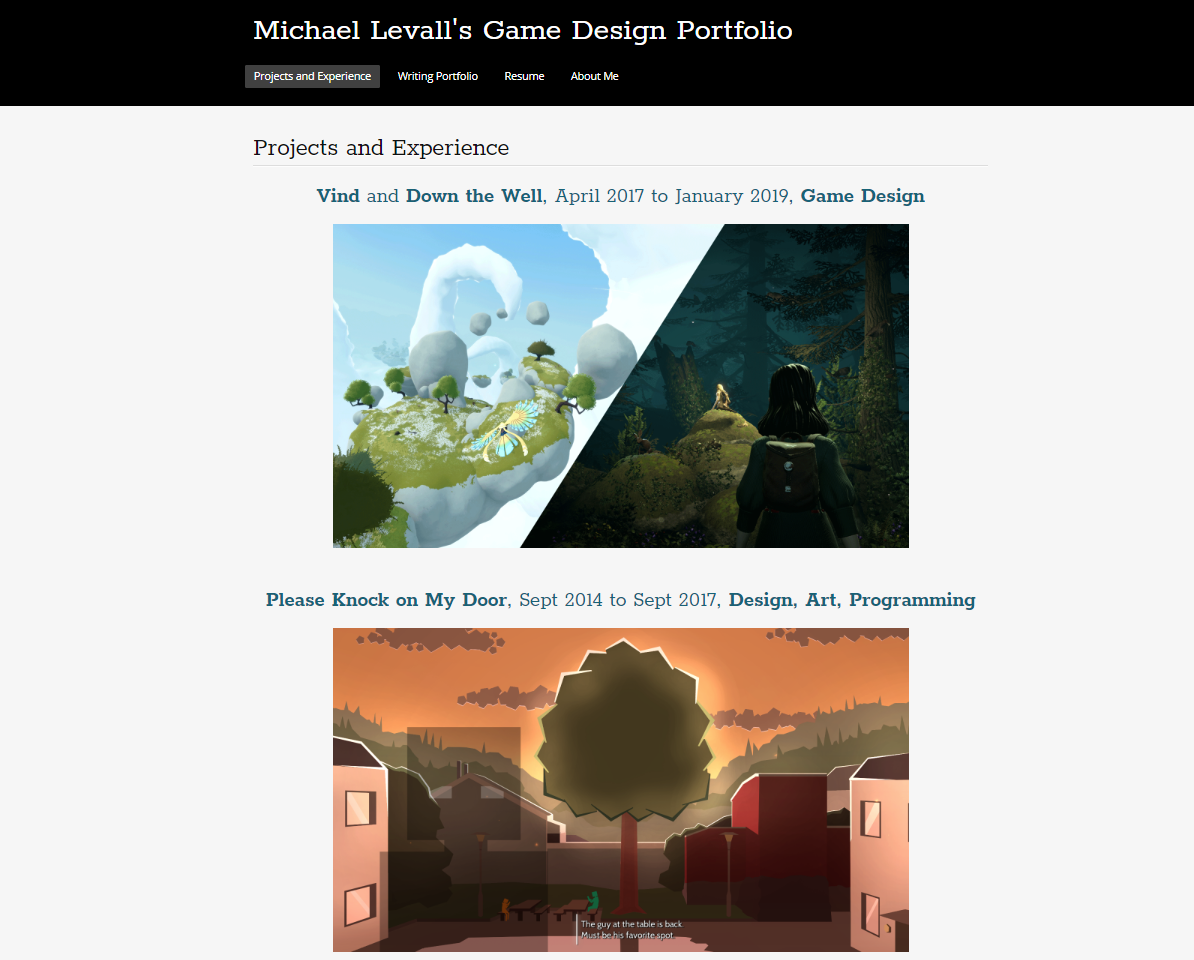 Michael Levall's Game Design Portfolio
Projects and Experience Writing Portfolio Resume About Me
Projects and Experience
Vind and Down the Well, April 2017 to January 2019, Game Design
Please Knock on My Door, Sept 2014 to Sept 2017, Design, Art, Programming
The guy at the table is back.
Must be his favorite spot.